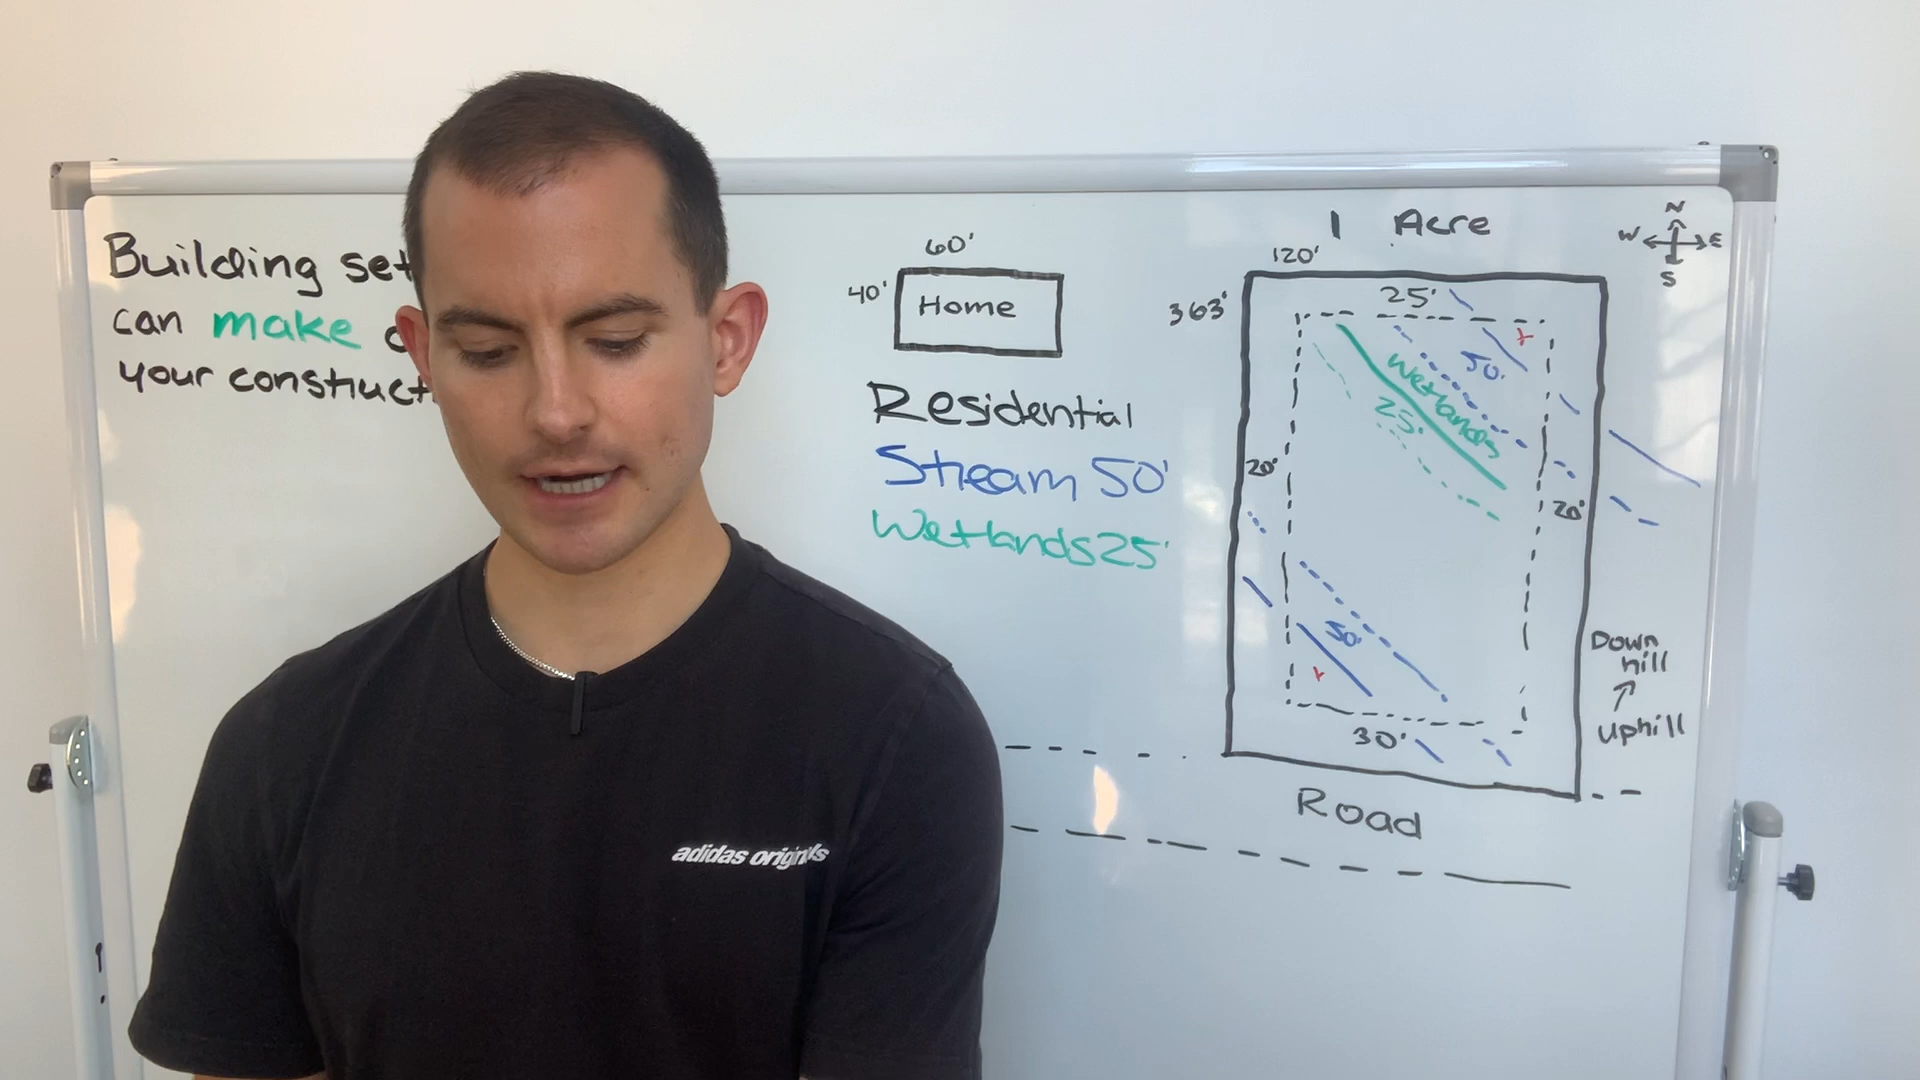 Building set
can make
your construct
60'
40'
Home
Residential
Stream 50'
Wetlands 25'
1 Acre
120'
363'
N
W E
S
25'
50'
Wetlands
25'
20'
20'
50'
30'
Down
hill
uphill
Road
adidas originals